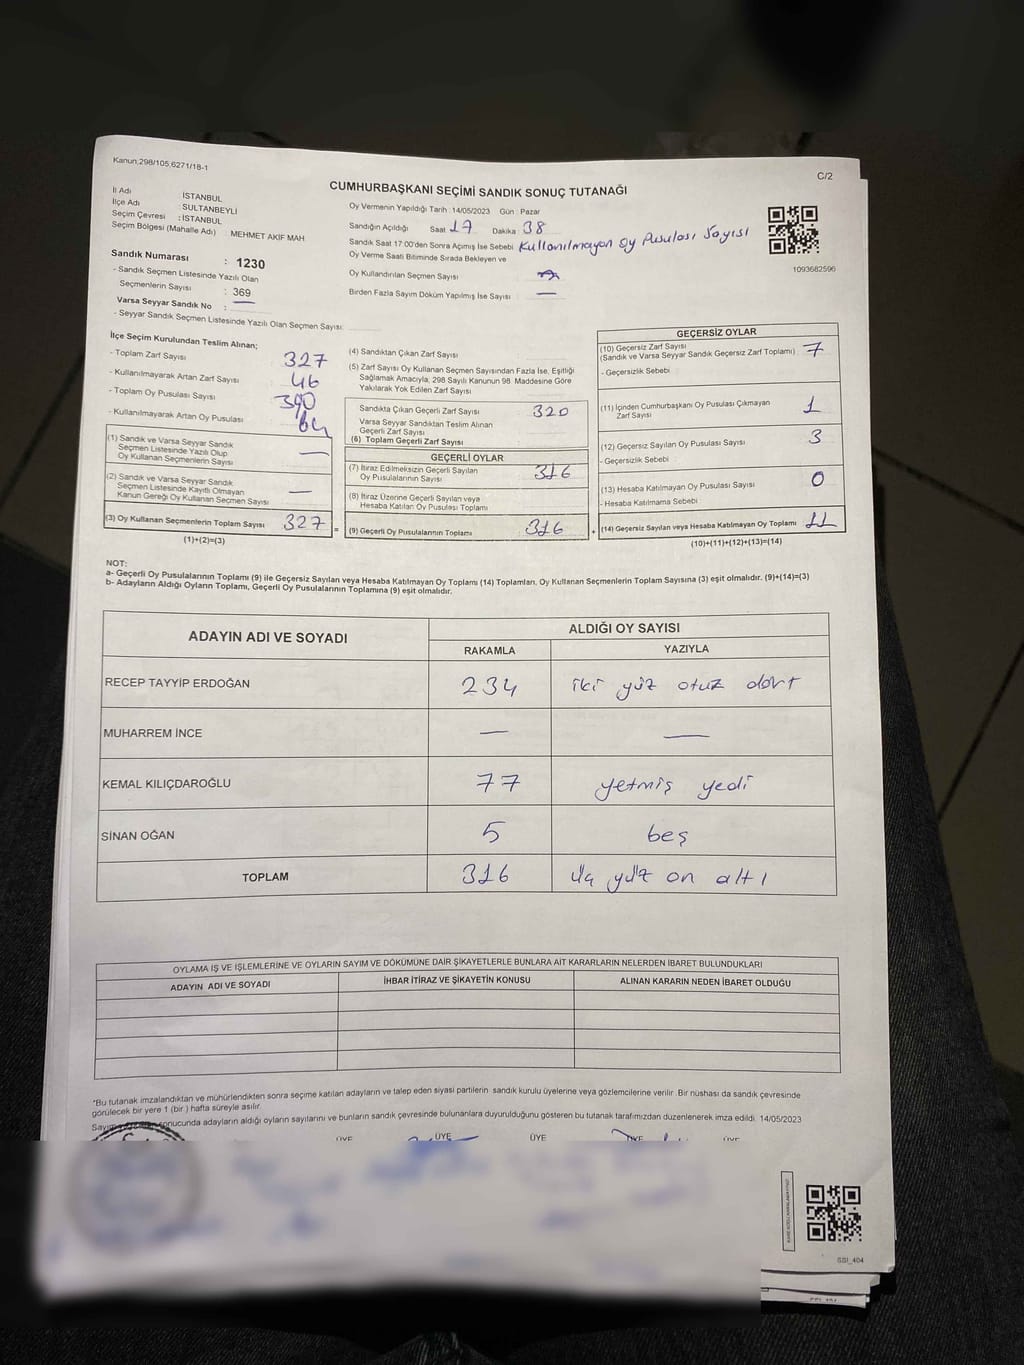 Kanun:298/105,6271/18-1
C/2
CUMHURBAŞKANI SEÇİMİ SANDIK SONUÇ TUTANAĞI
İl Adı İSTANBUL
İlçe Adı : SULTANBEYLİ
Seçim Çevresi : İSTANBUL
Seçim Bölgesi (Mahalle Adı) : MEHMET AKİF MAH
Sandık Numarası : 1230
- Sandık Seçmen Listesinde Yazılı Olan
Seçmenlerin Sayısı : 369
Varsa Seyyar Sandık No :
- Seyyar Sandık Seçmen Listesinde Yazılı Olan Seçmen Sayısı:
Oy Vermenin Yapıldığı Tarih :14/05/2023 Gün : Pazar
Sandığın Açıldığı Saat 17 Dakika 38
Sandık Saat 17:00'den Sonra Açılmış İse Sebebi Kullanılmayan Oy Pusulası Sayısı
Oy Verme Saati Bitiminde Sırada Bekleyen ve
Oy Kullandırılan Seçmen Sayısı
Birden Fazla Sayım Döküm Yapılmış İse Sayısı : —
1093682596
İlçe Seçim Kurulundan Teslim Alınan;
- Toplam Zarf Sayısı 327
- Kullanılmayarak Artan Zarf Sayısı 46
- Toplam Oy Pusulası Sayısı 390
- Kullanılmayarak Artan Oy Pusulası 64
(1) Sandık ve Varsa Seyyar Sandık
Seçmen Listesinde Yazılı Olup
Oy Kullanan Seçmenlerin Sayısı —
(2) Sandık ve Varsa Seyyar Sandık
Seçmen Listesinde Kayıtlı Olmayan
Kanun Gereği Oy Kullanan Seçmen Sayısı —
(3) Oy Kullanan Seçmenlerin Toplam Sayısı 327 =
(1)+(2)=(3)
(4) Sandıktan Çıkan Zarf Sayısı
(5) Zarf Sayısı Oy Kullanan Seçmen Sayısından Fazla İse, Eşitliği
Sağlamak Amacıyla, 298 Sayılı Kanunun 98. Maddesine Göre
Yakılarak Yok Edilen Zarf Sayısı
Sandıkta Çıkan Geçerli Zarf Sayısı 320
Varsa Seyyar Sandıktan Teslim Alınan
Geçerli Zarf Sayısı
(6) Toplam Geçerli Zarf Sayısı
GEÇERLİ OYLAR
(7) İtiraz Edilmeksizin Geçerli Sayılan
Oy Pusulalarının Sayısı 316
(8) İtiraz Üzerine Geçerli Sayılan veya
Hesaba Katılan Oy Pusulası Toplamı
(9) Geçerli Oy Pusulalarının Toplamı 316 +
GEÇERSİZ OYLAR
(10) Geçersiz Zarf Sayısı
(Sandık ve Varsa Seyyar Sandık Geçersiz Zarf Toplamı) 7
- Geçersizlik Sebebi
(11) İçinden Cumhurbaşkanı Oy Pusulası Çıkmayan
Zarf Sayısı 1
(12) Geçersiz Sayılan Oy Pusulası Sayısı 3
- Geçersizlik Sebebi
(13) Hesaba Katılmayan Oy Pusulası Sayısı 0
- Hesaba Katılmama Sebebi
(14) Geçersiz Sayılan veya Hesaba Katılmayan Oy Toplamı 11
(10)+(11)+(12)+(13)=(14)
NOT:
a- Geçerli Oy Pusulalarının Toplamı (9) ile Geçersiz Sayılan veya Hesaba Katılmayan Oy Toplamı (14) Toplamları, Oy Kullanan Seçmenlerin Toplam Sayısına (3) eşit olmalıdır. (9)+(14)=(3)
b- Adayların Aldığı Oyların Toplamı, Geçerli Oy Pusulalarının Toplamına (9) eşit olmalıdır.
ADAYIN ADI VE SOYADI ALDIĞI OY SAYISI
RAKAMLA YAZIYLA
RECEP TAYYİP ERDOĞAN 234 iki yüz otuz dört
MUHARREM İNCE — —
KEMAL KILIÇDAROĞLU 77 yetmiş yedi
SİNAN OĞAN 5 beş
TOPLAM 316 üç yüz on altı
OYLAMA İŞ VE İŞLEMLERİNE VE OYLARIN SAYIM VE DÖKÜMÜNE DAİR ŞİKAYETLERLE BUNLARA AİT KARARLARIN NELERDEN İBARET BULUNDUKLARI
ADAYIN ADI VE SOYADI İHBAR İTİRAZ VE ŞİKAYETİN KONUSU ALINAN KARARIN NEDEN İBARET OLDUĞU
"Bu tutanak imzalandıktan ve mühürlendikten sonra seçime katılan adayların ve talep eden siyasi partilerin sandık kurulu üyelerine veya gözlemcilerine verilir. Bir nüshası da sandık çevresinde
görülecek bir yere 1 (bir) hafta süreyle asılır.
sonucunda adayların aldığı oyların sayılarını ve bunların sandık çevresinde bulunanlara duyurulduğunu gösteren bu tutanak tarafımızdan düzenlenerek imza edildi. 14/05/2023
ÜYE ÜYE ÜYE ÜYE ÜYE
SSI_404